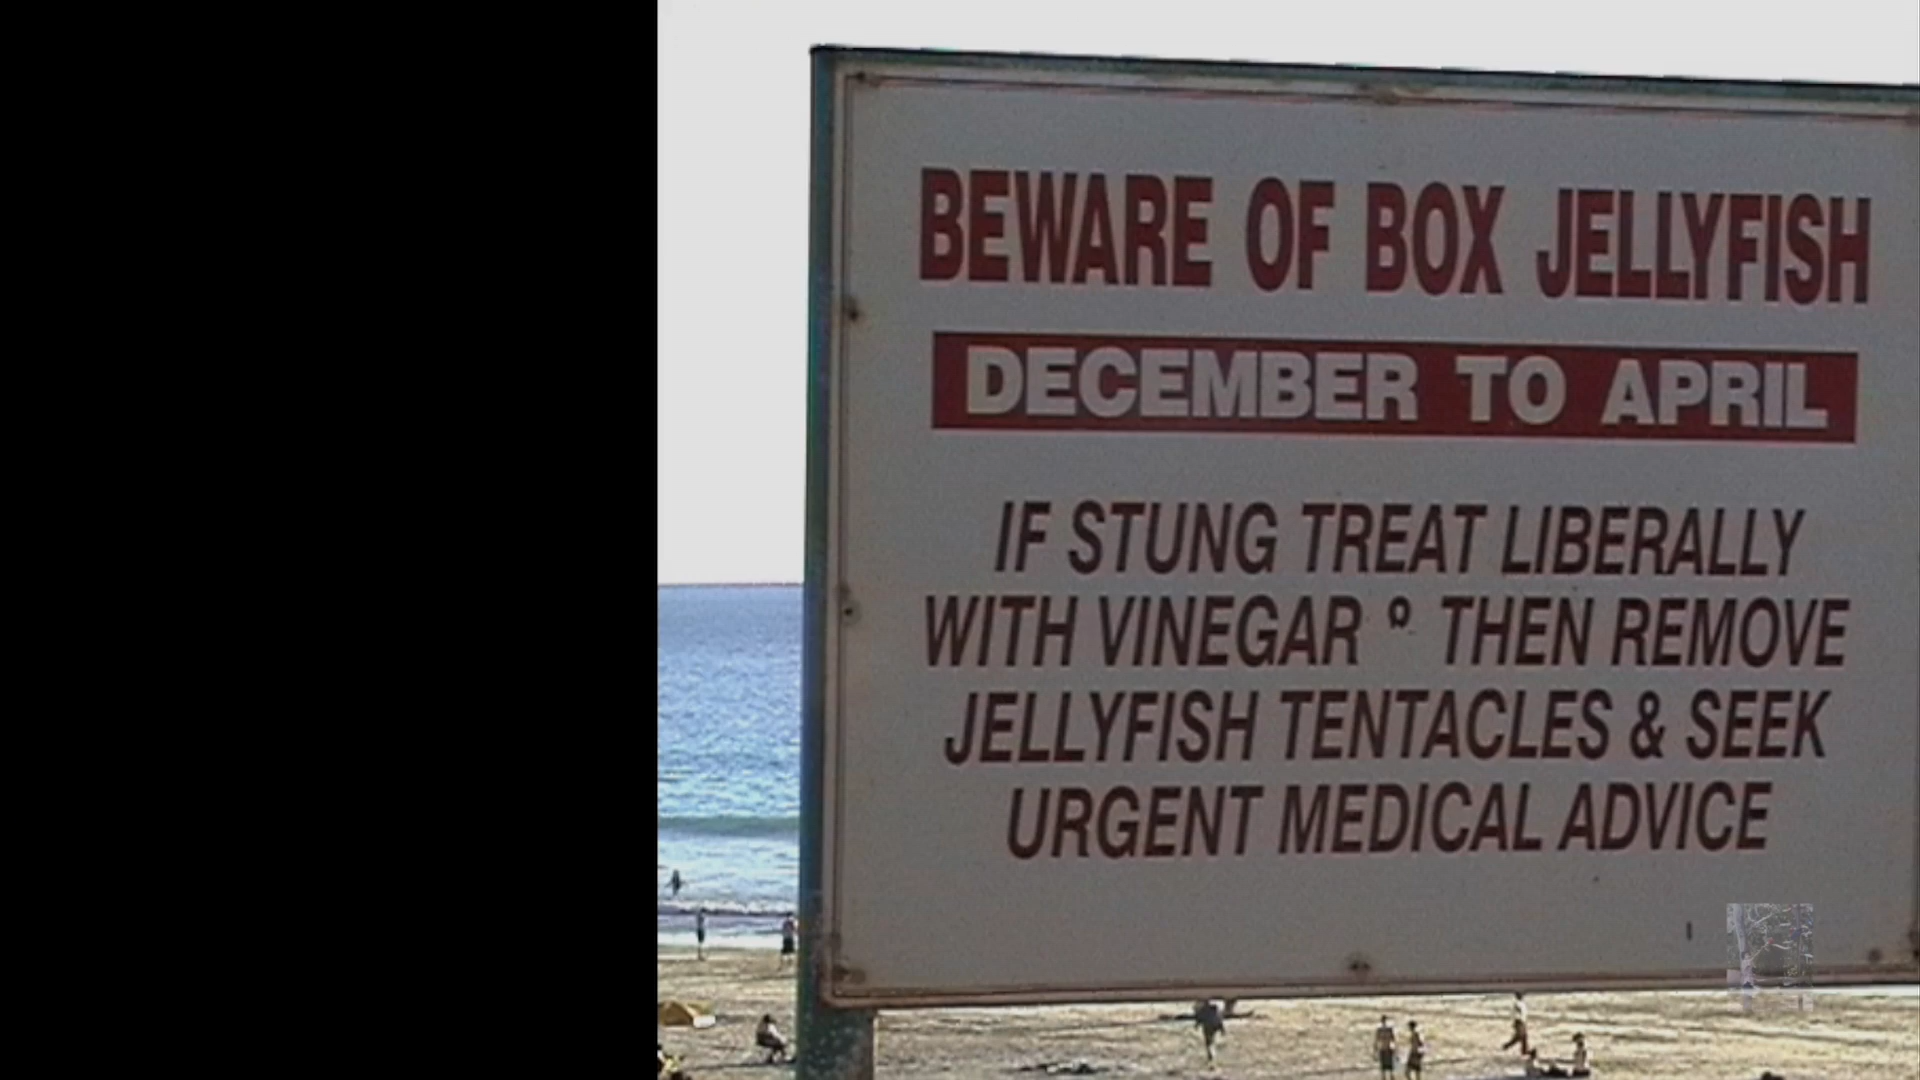 BEWARE OF BOX JELLYFISH
DECEMBER TO APRIL
IF STUNG TREAT LIBERALLY
WITH VINEGAR º THEN REMOVE
JELLYFISH TENTACLES & SEEK
URGENT MEDICAL ADVICE